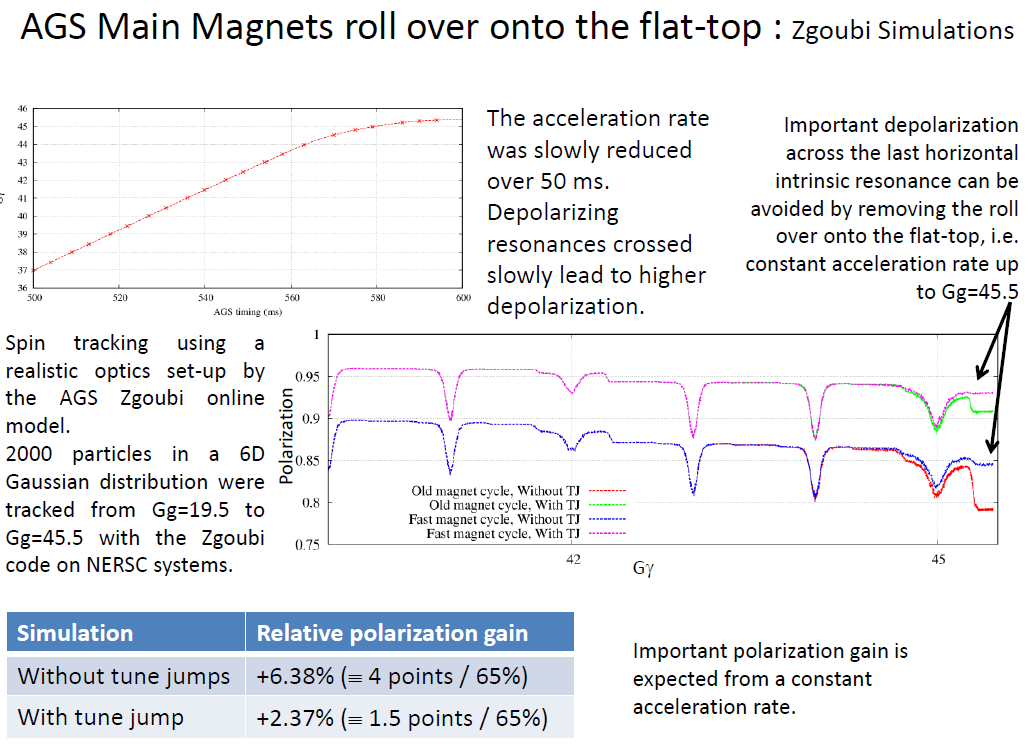 AGS Main Magnets roll over onto the flat-top : Zgoubi Simulations
46
45
44
43
42
41
40
39
38
37
36
500
520
540
560
580
600
AGS timing (ms)
The acceleration rate
was slowly reduced
over 50 ms.
Depolarizing
resonances crossed
slowly lead to higher
depolarization.
Important depolarization
across the last horizontal
intrinsic resonance can be
avoided by removing the roll
over onto the flat-top, i.e.
constant acceleration rate up
to Gg=45.5
Spin tracking using a
realistic optics set-up by
the AGS Zgoubi online
model.
2000 particles in a 6D
Gaussian distribution were
tracked from Gg=19.5 to
Gg=45.5 with the Zgoubi
code on NERSC systems.
Polarization
1
0.95
0.9
0.85
0.8
0.75
Old magnet cycle, Without TJ
Old magnet cycle, With TJ
Fast magnet cycle, Without TJ
Fast magnet cycle, With TJ
42
45
Gγ
Simulation
Relative polarization gain
Without tune jumps
+6.38% (≡ 4 points / 65%)
With tune jump
+2.37% (≡ 1.5 points / 65%)
Important polarization gain is
expected from a constant
acceleration rate.